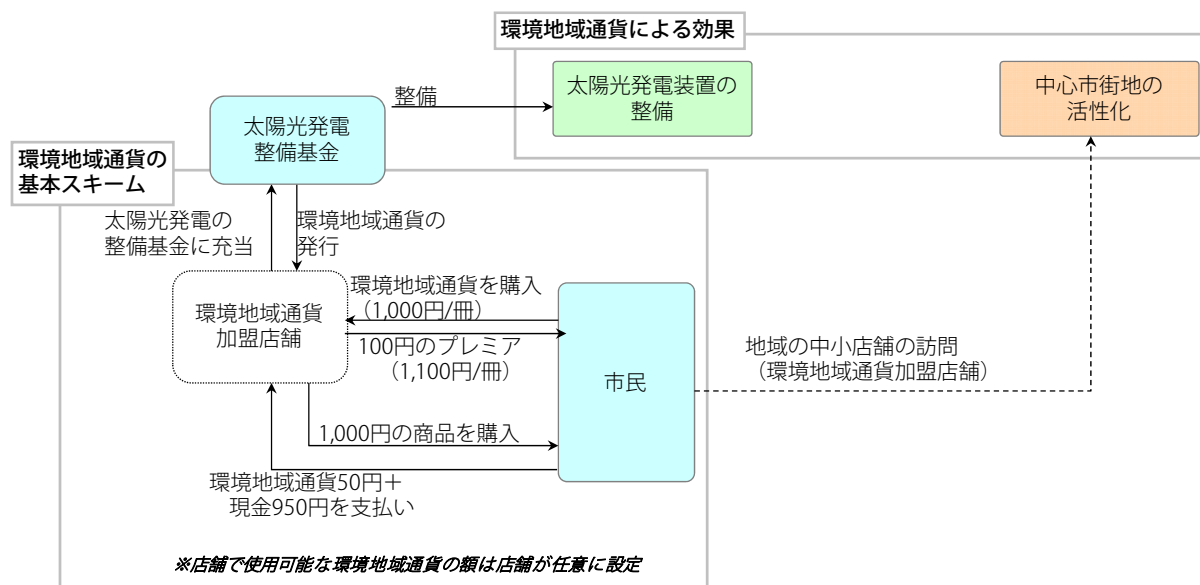 環境地域通貨による効果
太陽光発電装置の
整備
中心市街地の
活性化
整備
太陽光発電
整備基金
環境地域通貨の
基本スキーム
太陽光発電の
整備基金に充当
環境地域通貨の
発行
環境地域通貨
加盟店舗
環境地域通貨を購入
（1,000円/冊）
100円のプレミア
（1,100円/冊）
市民
地域の中小店舗の訪問
（環境地域通貨加盟店舗）
1,000円の商品を購入
環境地域通貨50円＋
現金950円を支払い
※店舗で使用可能な環境地域通貨の額は店舗が任意に設定